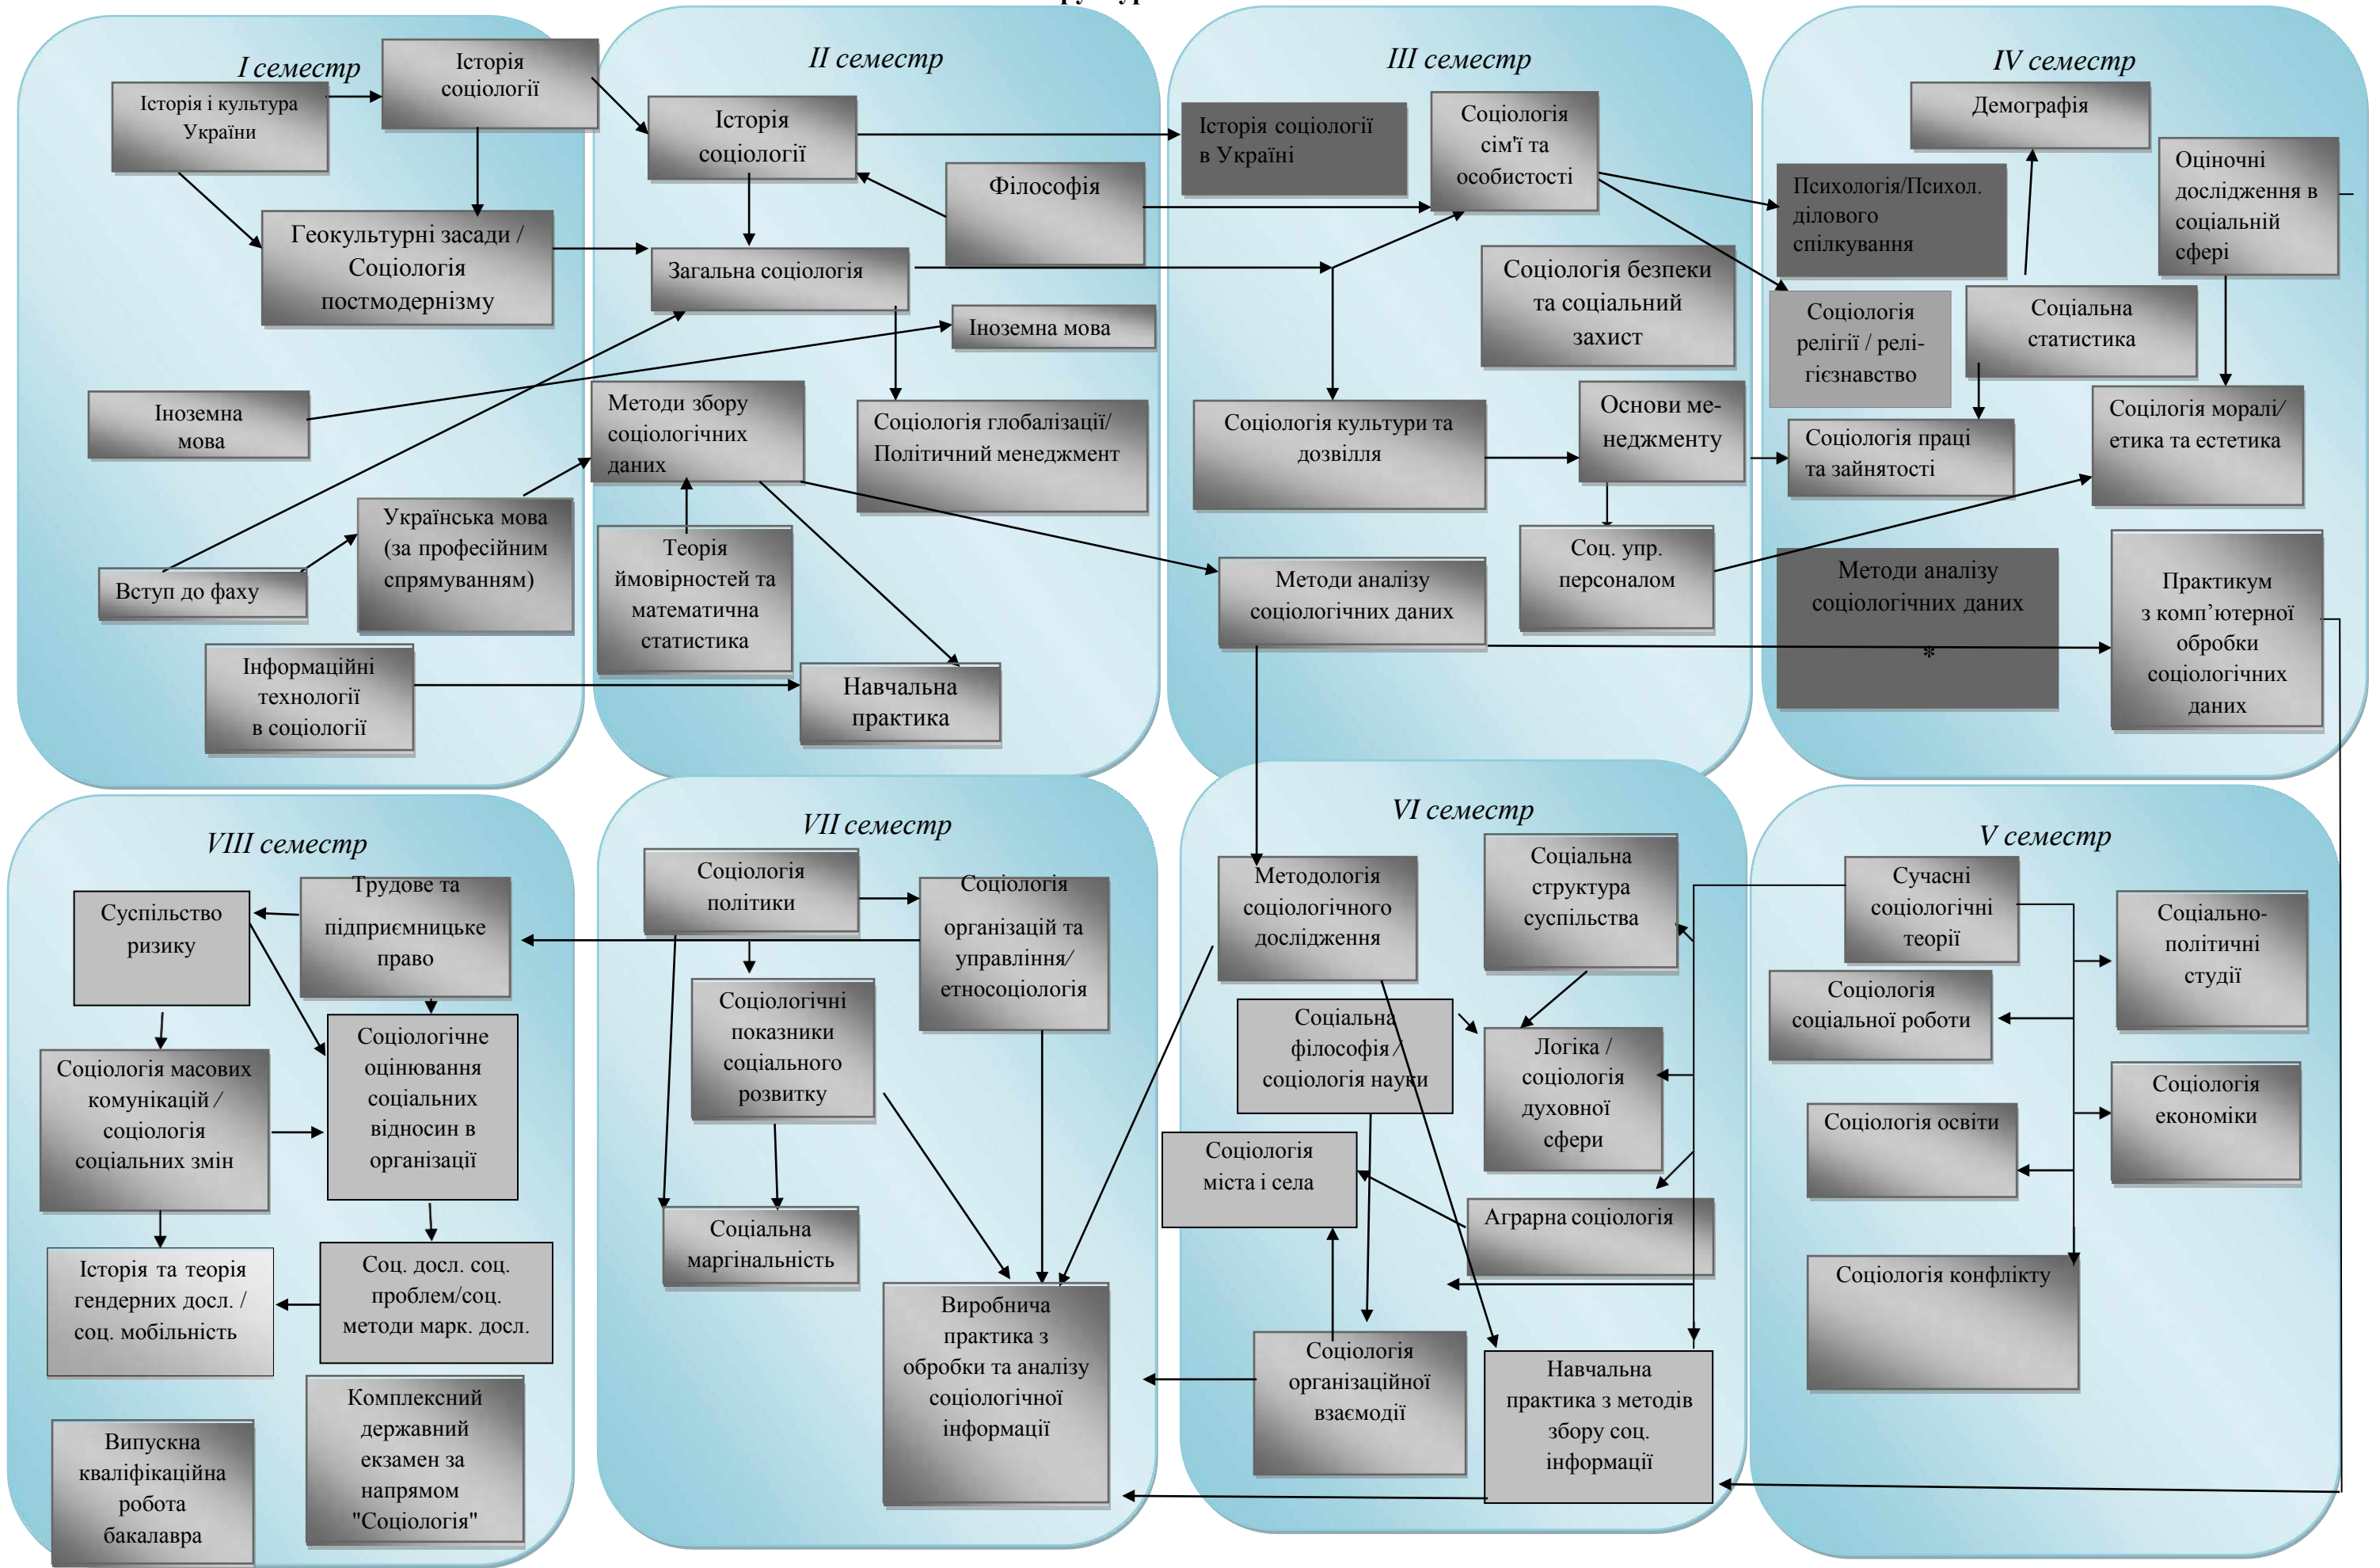 I семестр
Історія
соціології
Історія і культура
України
Геокультурні засади /
Соціологія
постмодернізму
Іноземна
мова
Українська мова
(за професійним
спрямуванням)
Вступ до фаху
Інформаційні
технології
в соціології
II семестр
Історія
соціології
Філософія
Загальна соціологія
Іноземна мова
Методи збору
соціологічних
даних
Соціологія глобалізації/
Політичний менеджмент
Теорія
ймовірностей та
математична
статистика
Навчальна
практика
III семестр
Історія соціології
в Україні
Соціологія
сім'ї та
особистості
Соціологія безпеки
та соціальний
захист
Соціологія культури та
дозвілля
Основи ме-
неджменту
Соц. упр.
персоналом
Методи аналізу
соціологічних даних
IV семестр
Демографія
Оціночні
дослідження в
соціальній
сфері
Психологія/Психол.
ділового
спілкування
Соціологія
релігії / релі-
гієзнавство
Соціальна
статистика
Соціологія праці
та зайнятості
Соцілогія моралі/
етика та естетика
Методи аналізу
соціологічних даних
*
Практикум
з комп’ютерної
обробки
соціологічних
даних
VIII семестр
Трудове та
підприємницьке
право
Суспільство
ризику
Соціологічне
оцінювання
соціальних
відносин в
організації
Соціологія масових
комунікацій /
соціологія
соціальних змін
Історія та теорія
гендерних досл. /
соц. мобільність
Соц. досл. соц.
проблем/соц.
методи марк. досл.
Комплексний
державний
екзамен за
напрямом
"Соціологія"
Випускна
кваліфікаційна
робота
бакалавра
VII семестр
Соціологія
політики
Соціологія
організацій та
управління/
етносоціологія
Соціологічні
показники
соціального
розвитку
Соціальна
маргінальність
Виробнича
практика з
обробки та аналізу
соціологічної
інформації
VI семестр
Методологія
соціологічного
дослідження
Соціальна
структура
суспільства
Соціальна
філософія /
соціологія науки
Логіка /
соціологія
духовної
сфери
Соціологія
міста і села
Аграрна соціологія
Соціологія
організаційної
взаємодії
Навчальна
практика з методів
збору соц.
інформації
V семестр
Сучасні
соціологічні
теорії
Соціально-
політичні
студії
Соціологія
соціальної роботи
Соціологія
економіки
Соціологія освіти
Соціологія конфлікту